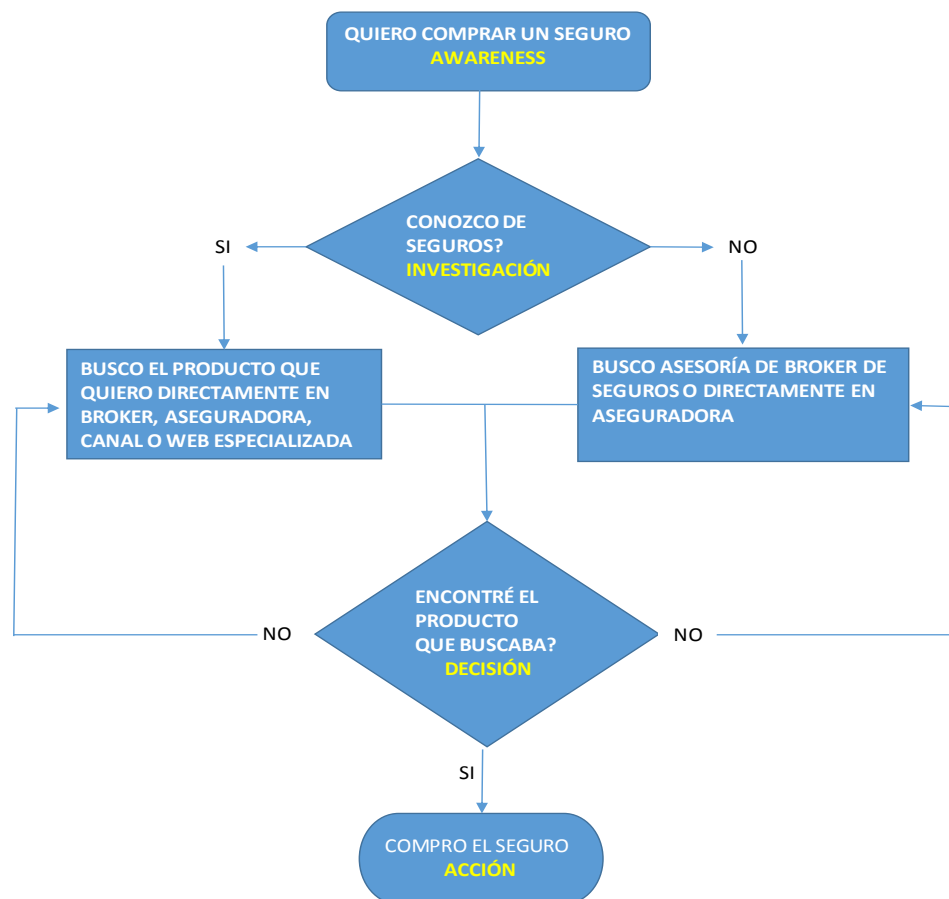 QUIERO COMPRAR UN SEGURO
AWARENESS
CONOZCO DE
SEGUROS?
INVESTIGACIÓN
SI
NO
BUSCO EL PRODUCTO QUE
QUIERO DIRECTAMENTE EN
BROKER, ASEGURADORA,
CANAL O WEB ESPECIALIZADA
BUSCO ASESORÍA DE BROKER DE
SEGUROS O DIRECTAMENTE EN
ASEGURADORA
ENCONTRÉ EL
PRODUCTO
QUE BUSCABA?
DECISIÓN
NO
NO
SI
COMPRO EL SEGURO
ACCIÓN